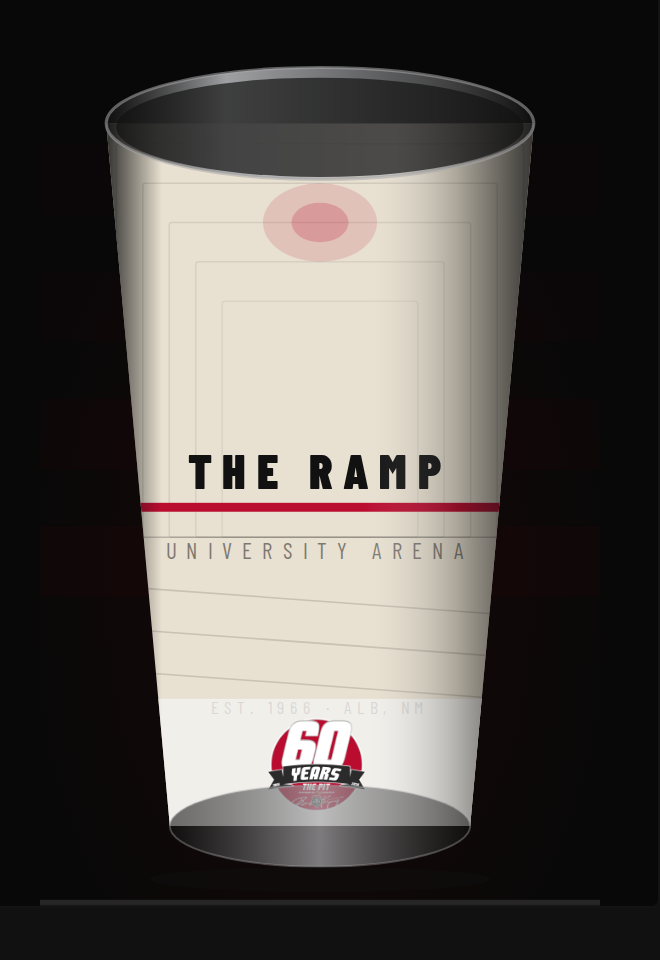 THE RAMP
UNIVERSITY ARENA
EST. 1966 · ALB, NM
60
YEARS
THE PIT